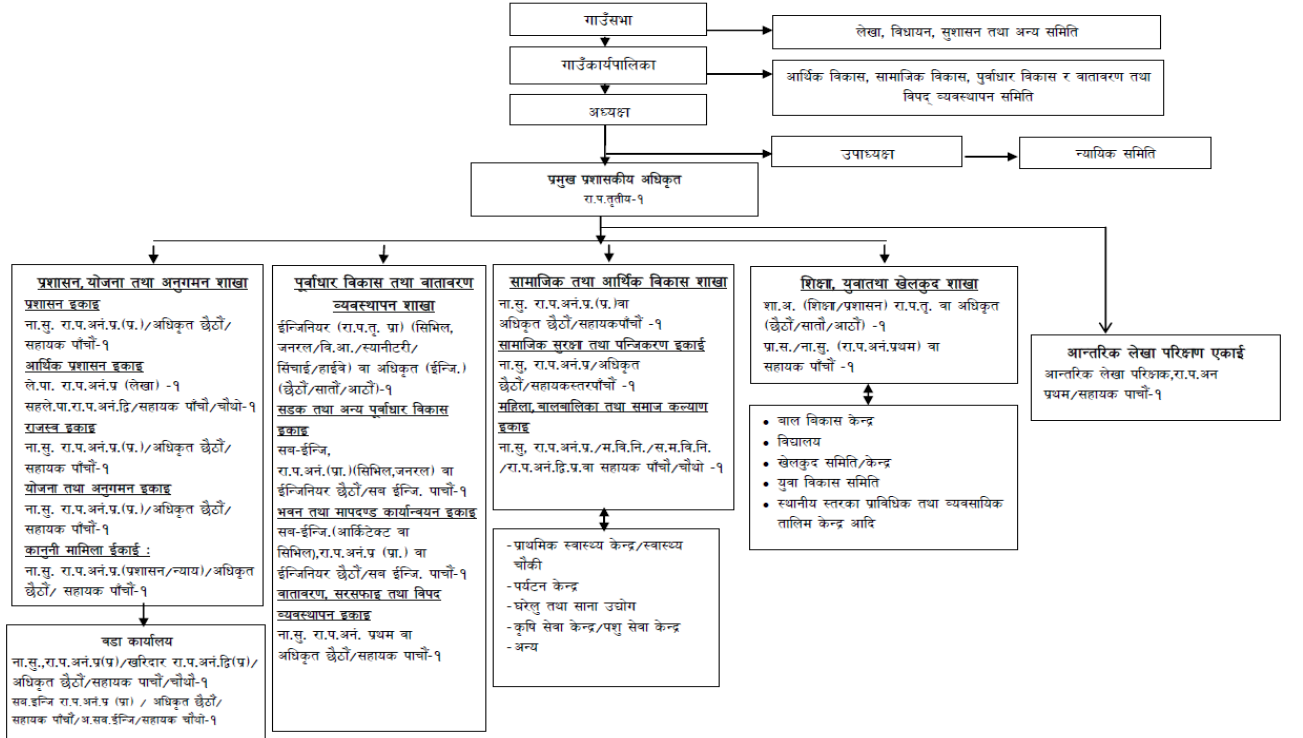 गाउँसभा
लेखा, विधायन, सुशासन तथा अन्य समिति
गाउँकार्यपालिका
आर्थिक विकास, सामाजिक विकास, पुर्वाधार विकास र वातावरण तथा
विपद् व्यवस्थापन समिति
अध्यक्ष
उपाध्यक्ष
न्यायिक समिति
प्रमुख प्रशासकीय अधिकृत
रा.प.तृतीय-१
प्रशासन,योजना तथा अनुगमन शाखा
प्रशासन इकाइ
ना.सु. रा.प.अनं.प्र.(प्र.)/अधिकृत छैठौं/
सहायक पाँचौं-१
आर्थिक प्रशासन इकाइ
ले.पा. रा.प.अनं.प्र (लेखा) -१
सहले.पा.रा.प.अनं.द्वि/सहायक पाँचौ/चौथो-१
राजस्व इकाइ
ना.सु. रा.प.अनं.प्र.(प्र.)/अधिकृत छैठौं/
सहायक पाँचौं-१
योजना तथा अनुगमन इकाइ
ना.सु. रा.प.अनं.प्र.(प्र.)/अधिकृत छैठौं/
सहायक पाँचौं-१
कानुनी मामिला ईकाई :
ना.सु. रा.प.अनं.प्र.(प्रशासन/न्याय)/अधिकृत
छैठौं/ सहायक पाँचौं-१
वडा कार्यालय
ना.सु.,रा.प.अनं.प्र(प्र)/खरिदार रा.प.अनं.द्वि(प्र)/
अधिकृत छैठौं/सहायक पाचौं/चौथौ-१
सव.इन्जि रा.प.अनं.प्र (प्रा) / अधिकृत छैठौं/
सहायक पाँचौं/अ.सव.ईन्जि/सहायक चौथो-१
पूर्वाधार विकास तथा वातावरण
व्यवस्थापन शाखा
ईन्जिनियर (रा.प.तृ. प्रा) (सिभिल,
जनरल/वि.आ./स्यानीटरी/
सिंचाई/हाईवे) वा अधिकृत (ईन्जि.)
(छैठौं/सातौं/आठौं)-१
सडक तथा अन्य पूर्वाधार विकास
इकाइ
सव-ईन्जि,
रा.प.अनं.(प्रा.)(सिभिल,जनरल) वा
ईन्जिनियर छैठौं/सव ईन्जि. पाचौं-१
भवन तथा मापदण्ड कार्यान्वयन इकाइ
सव-ईन्जि.(आर्किटेक्ट वा
सिभिल),रा.प.अनं.प्र (प्रा.) वा
ईन्जिनियर छैठौं/सव ईन्जि. पाचौं-१
वातावरण, सरसफाइ तथा विपद
व्यवस्थापन इकाइ
ना.सु. रा.प.अनं. प्रथम वा
अधिकृत छैठौं/सहायक पाचौं-१
सामाजिक तथा आर्थिक विकास शाखा
ना.सु. रा.प.अनं.प्र.(प्र.)वा
अधिकृत छैठौं/सहायकपाँचौं -१
सामाजिक सुरक्षा तथा पन्जिकरण इकाई
ना.सु, रा.प.अनं.प्र/अधिकृत
छैठौं/सहायकस्तरपाँचौं -१
महिला,बालबालिका तथा समाज कल्याण
इकाइ
ना.सु, रा.प.अनं.प्र./म.वि.नि./स.म.वि.नि.
/रा.प.अनं.द्वि.प्र.वा सहायक पाँचौ/चौथो -१
-प्राथमिक स्वास्थ्य केन्द्र/स्वास्थ्य
चौकी
-पर्यटन केन्द्र
-घरेलु तथा साना उद्योग
-कृषि सेवा केन्द्र/पशु सेवा केन्द्र
-अन्य
शिक्षा, युवातथा खेलकुद शाखा
शा.अ. (शिक्षा/प्रशासन) रा.प.तृ. वा अधिकृत
(छैठौं/सातौ/आठौं) -१
प्रा.स./ना.सु. (रा.प.अनं.प्रथम) वा
सहायक पाँचौं -१
• वाल विकास केन्द्र
• विद्यालय
• खेलकुद समिति/केन्द्र
• युवा विकास समिति
• स्थानीय स्तरका प्राविधिक तथा व्यवसायिक
तालिम केन्द्र आदि
आन्तरिक लेखा परिक्षण एकाई
आन्तरिक लेखा परिक्षक,रा.प.अन
प्रथम/सहायक पाचौं-१